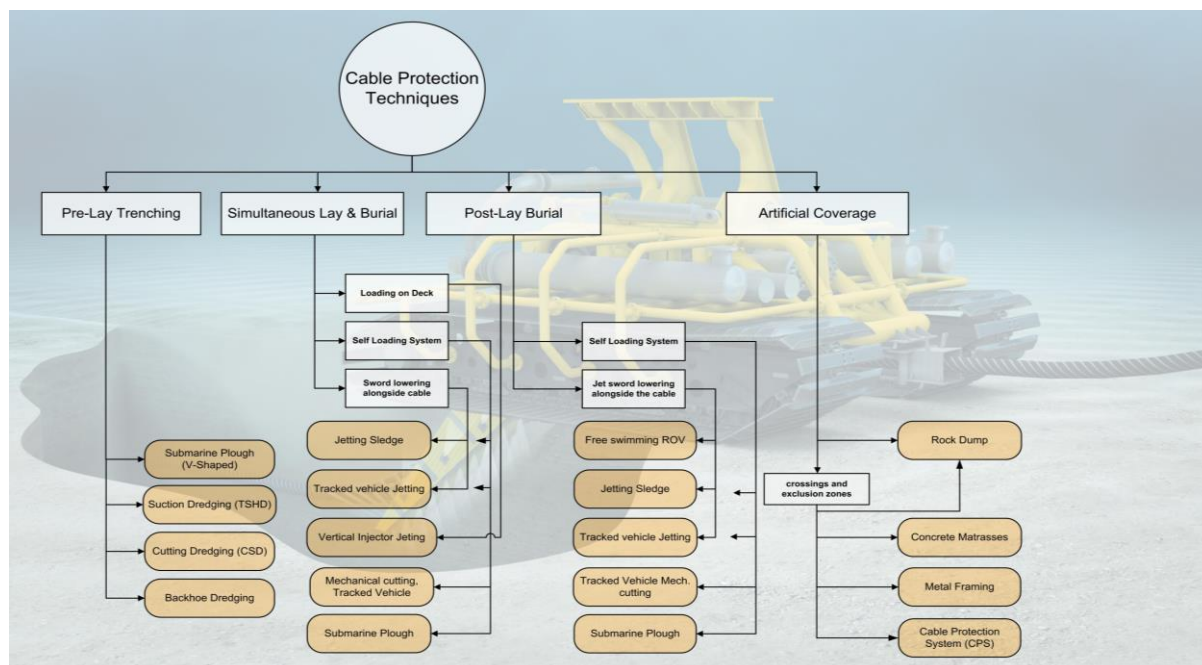 Cable Protection
Techniques
Pre-Lay Trenching
Simultaneous Lay & Burial
Post-Lay Burial
Artificial Coverage
Loading on Deck
Self Loading System
Sword lowering
alongside cable
Self Loading System
Jet sword lowering
alongside the cable
Submarine Plough
(V-Shaped)
Suction Dredging (TSHD)
Cutting Dredging (CSD)
Backhoe Dredging
Jetting Sledge
Tracked vehicle Jetting
Vertical Injector Jeting
Mechanical cutting,
Tracked Vehicle
Submarine Plough
Free swimming ROV
Jetting Sledge
Tracked vehicle Jetting
Tracked Vehicle Mech.
cutting
Submarine Plough
Rock Dump
crossings and
exclusion zones
Concrete Matrasses
Metal Framing
Cable Protection
System (CPS)